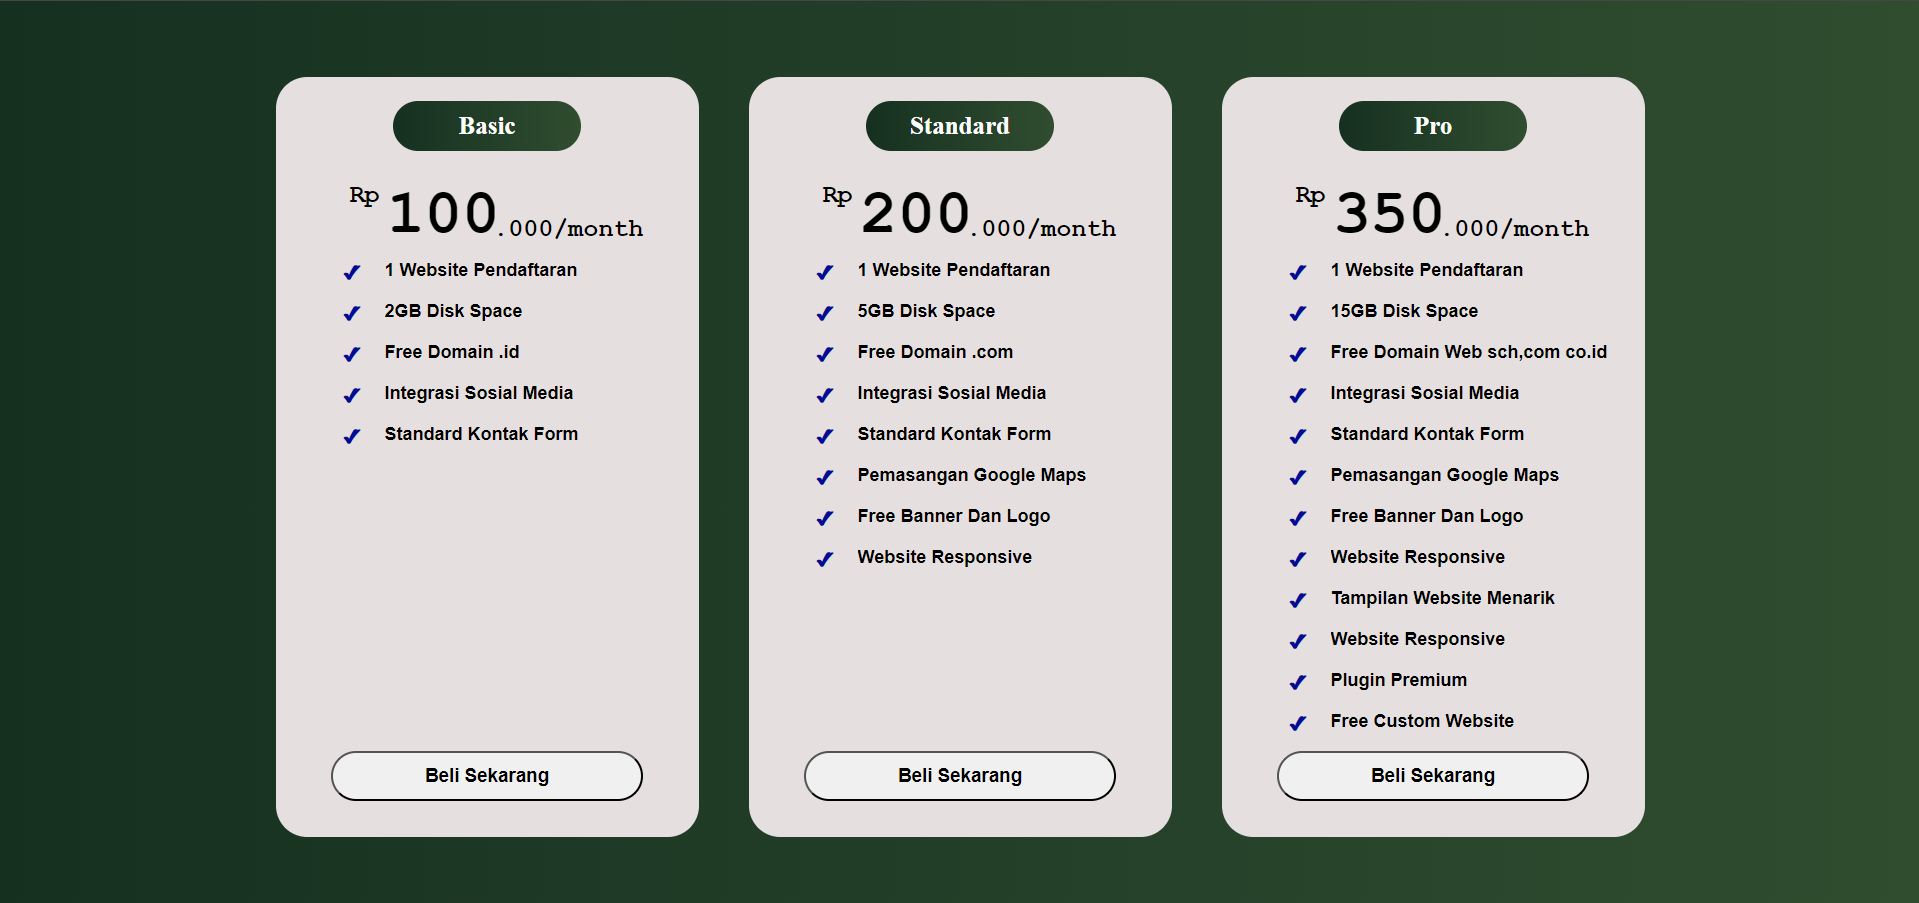 Basic
Rp 100.000/month
1 Website Pendaftaran
2GB Disk Space
Free Domain .id
Integrasi Sosial Media
Standard Kontak Form
Beli Sekarang
Standard
Rp 200.000/month
1 Website Pendaftaran
5GB Disk Space
Free Domain .com
Integrasi Sosial Media
Standard Kontak Form
Pemasangan Google Maps
Free Banner Dan Logo
Website Responsive
Beli Sekarang
Pro
Rp 350.000/month
1 Website Pendaftaran
15GB Disk Space
Free Domain Web sch,com co.id
Integrasi Sosial Media
Standard Kontak Form
Pemasangan Google Maps
Free Banner Dan Logo
Website Responsive
Tampilan Website Menarik
Website Responsive
Plugin Premium
Free Custom Website
Beli Sekarang